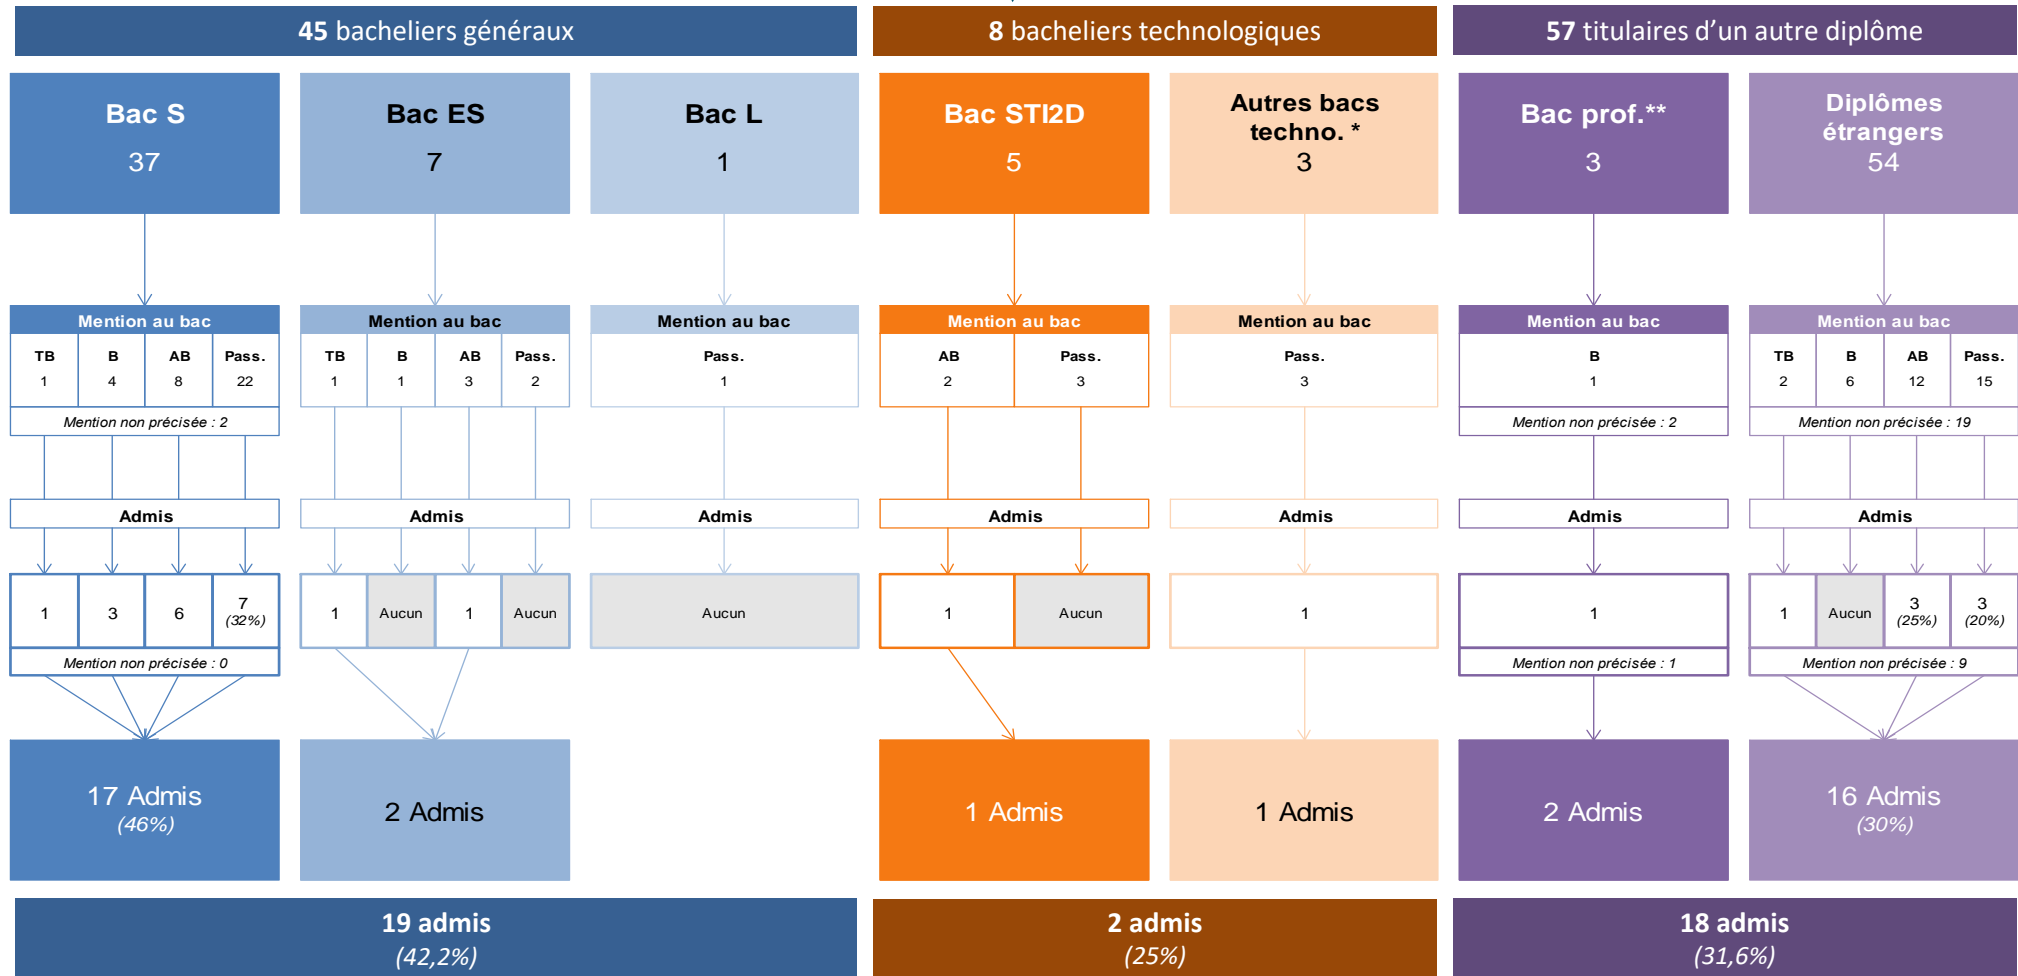 45 bacheliers généraux
8 bacheliers technologiques
57 titulaires d'un autre diplôme
Bac S
37
Bac ES
7
Bac L
1
Bac STI2D
5
Autres bacs
techno. *
3
Bac prof.**
3
Diplômes
étrangers
54
Mention au bac
TB B AB Pass.
1 4 8 22
Mention non précisée : 2
Mention au bac
TB B AB Pass.
1 1 3 2
Mention au bac
Pass.
1
Mention au bac
AB Pass.
2 3
Mention au bac
Pass.
3
Mention au bac
B
1
Mention non précisée : 2
Mention au bac
TB B AB Pass.
2 6 12 15
Mention non précisée : 19
Admis
Admis
Admis
Admis
Admis
Admis
Admis
1 3 6 7
(32%)
Mention non précisée : 0
1 Aucun 1 Aucun
Aucun
1 Aucun
1
1
Mention non précisée : 1
1 Aucun 3 3
(25%) (20%)
Mention non précisée : 9
17 Admis
(46%)
2 Admis
1 Admis
1 Admis
2 Admis
16 Admis
(30%)
19 admis
(42,2%)
2 admis
(25%)
18 admis
(31,6%)